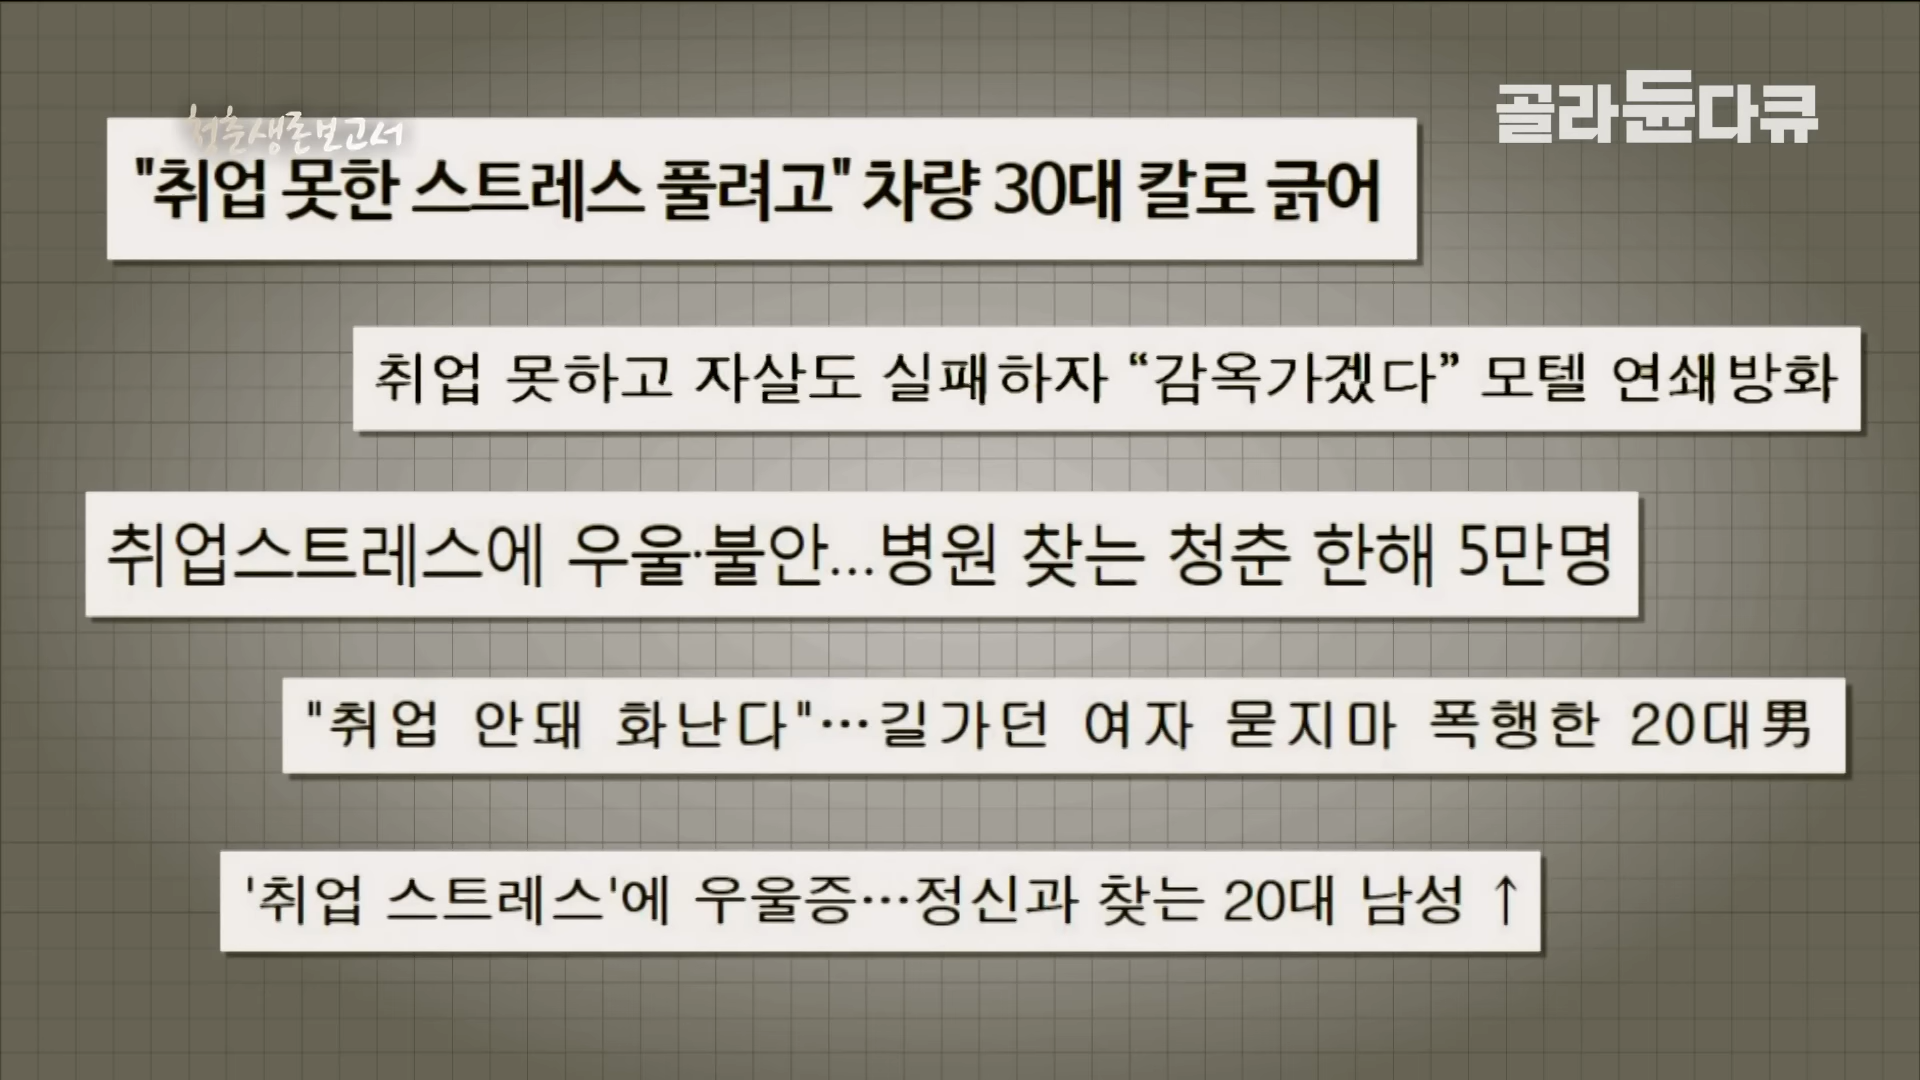 청춘생존보고서
골라둔다큐
"취업 못한 스트레스 풀려고" 차량 30대 칼로 긁어
취업 못하고 자살도 실패하자 “감옥가겠다” 모텔 연쇄방화
취업스트레스에 우울·불안...병원 찾는 청춘 한해 5만명
"취업 안돼 화난다"…길가던 여자 묻지마 폭행한 20대男
'취업 스트레스'에 우울증…정신과 찾는 20대 남성 ↑